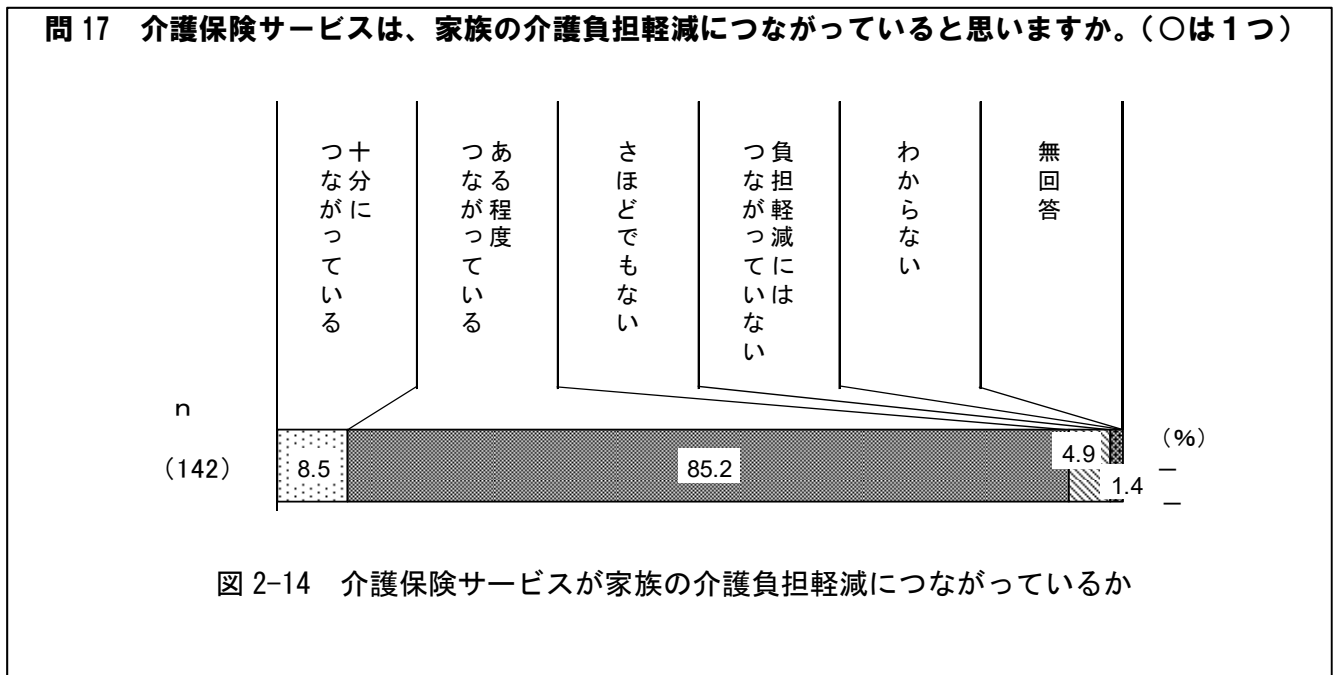 問 17 介護保険サービスは、家族の介護負担軽減につながっていると思いますか。(○は1つ)
十分に
つながっている
ある程度
つながっている
さほどでもない
負担軽減には
つながっていない
わからない
無回答
n
(142)
8.5
85.2
4.9
1.4
(%)
－
－
図 2-14 介護保険サービスが家族の介護負担軽減につながっているか